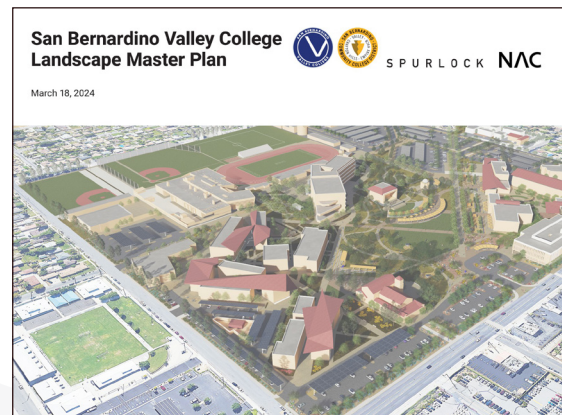 San Bernardino Valley College
Landscape Master Plan
SPURLOCK NAC
March 18, 2024